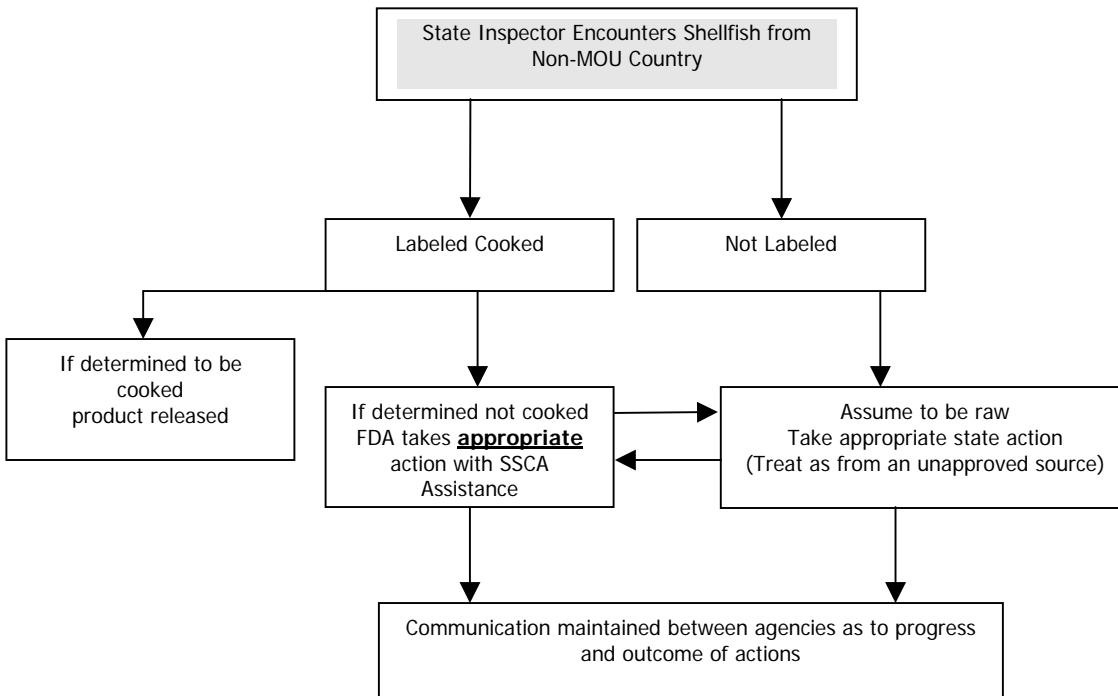 State Inspector Encounters Shellfish from
Non-MOU Country
Labeled Cooked
Not Labeled
If determined to be
cooked
product released
If determined not cooked
FDA takes appropriate
action with SSCA
Assistance
Assume to be raw
Take appropriate state action
(Treat as from an unapproved source)
Communication maintained between agencies as to progress
and outcome of actions